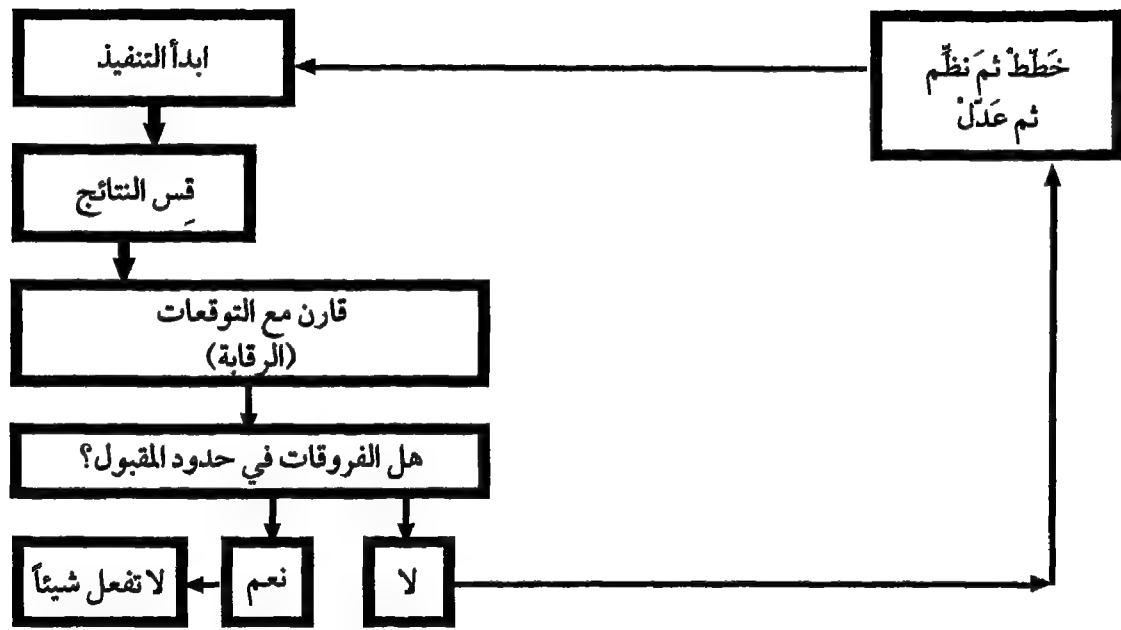 خَطِّطْ ثمَ نظِّم
ثم عَدّلْ
ابدأ التنفيذ
قِس النتائج
قارن مع التوقعات
(الرقابة)
هل الفروقات في حدود المقبول؟
لا
نعم
لا تفعل شيئاً